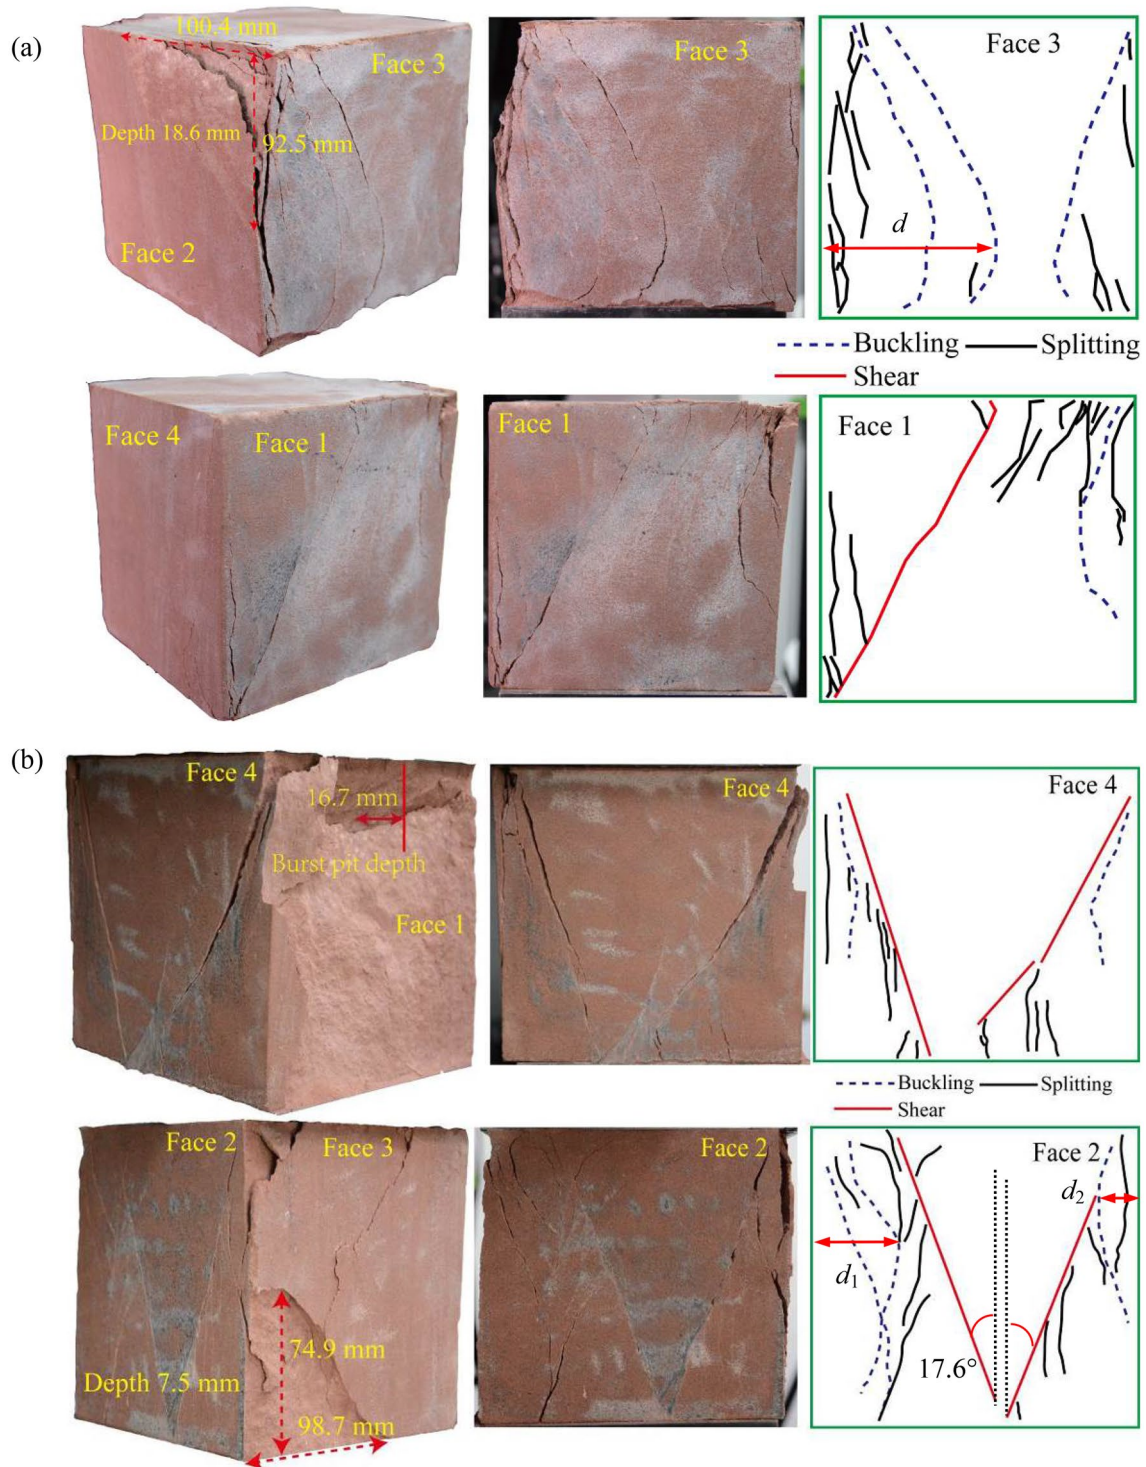 (a)
100.4 mm
Face 3
Depth 18.6 mm
92.5 mm
Face 2
Face 3
Face 3
d
Buckling
Splitting
Shear
Face 4
Face 1
Face 1
Face 1
(b)
Face 4
16.7 mm
Burst pit depth
Face 1
Face 4
Face 4
Buckling
Splitting
Shear
Face 2
Face 3
74.9 mm
Depth 7.5 mm
98.7 mm
Face 2
Face 2
d₂
d₁
17.6°